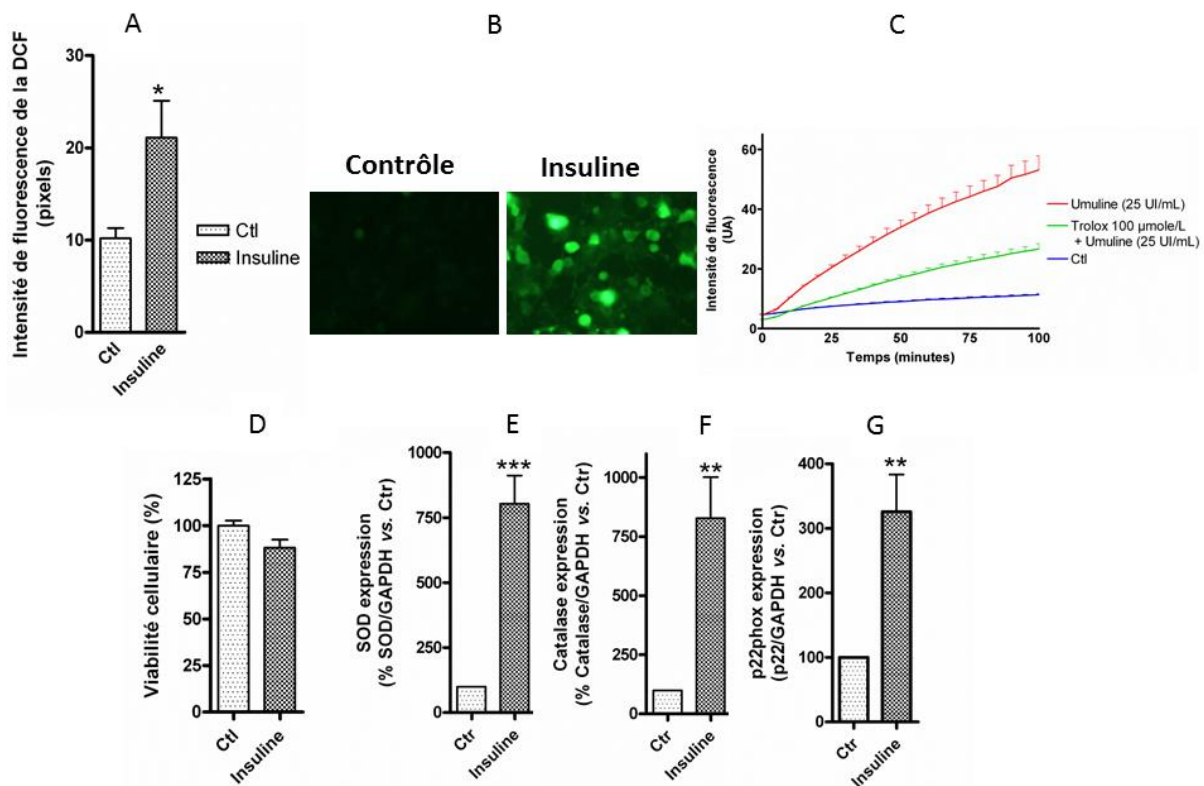 A
Intensité de fluorescence de la DCF
(pixels)
30
20
10
0
*
Ctl
Insuline
Ctl
Insuline
B
Contrôle
Insuline
C
Intensité de fluorescence
(UA)
60
40
20
0
0
25
50
75
100
Temps (minutes)
Umuline (25 UI/mL)
Trolox 100 µmole/L
+ Umuline (25 UI/mL)
Ctl
D
Viabilité cellulaire (%)
125
100
75
50
25
0
Ctl
Insuline
E
SOD expression
(% SOD/GAPDH vs. Ctr)
1000
750
500
250
0
***
Ctr
Insuline
F
Catalase expression
(% Catalase/GAPDH vs. Ctr)
1000
750
500
250
0
**
Ctr
Insuline
G
p22phox expression
(p22/GAPDH vs. Ctr)
400
300
200
100
0
**
Ctr
Insuline